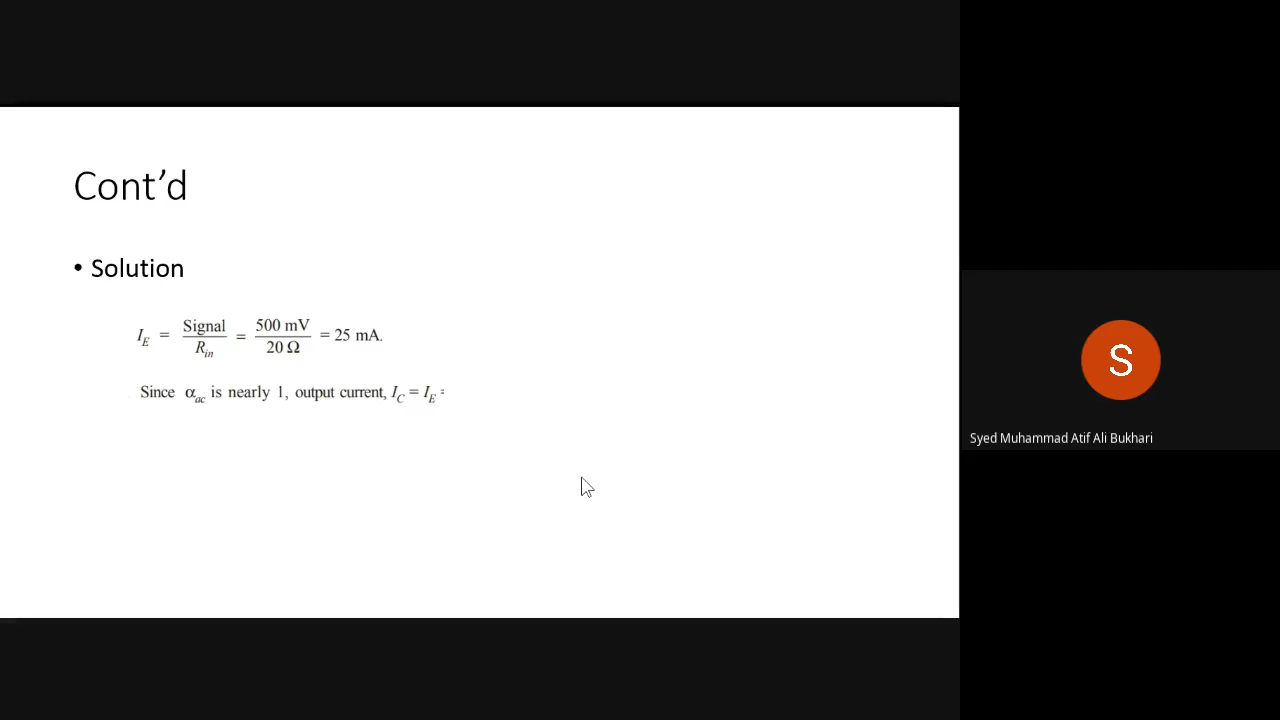 Cont’d
• Solution
I_E = Signal / R_in = 500 mV / 20 Ω = 25 mA.
Since α_ac is nearly 1, output current, I_C = I_E =
S
Syed Muhammad Atif Ali Bukhari